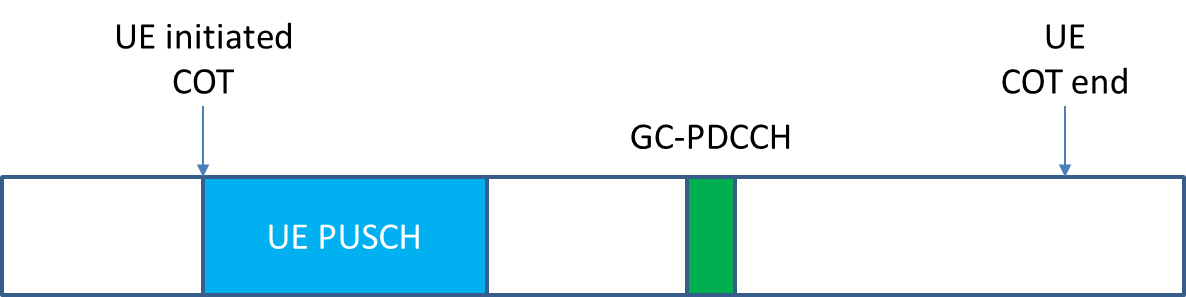 UE initiated
COT
UE
COT end
GC-PDCCH
UE PUSCH